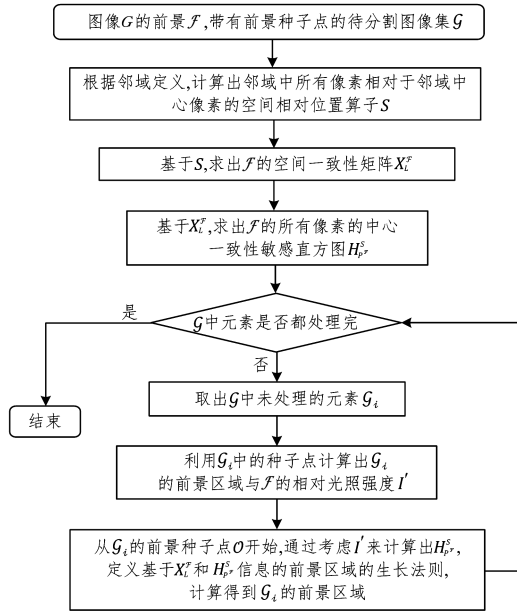 图像G的前景ℱ,带有前景种子点的待分割图像集𝒢
根据邻域定义,计算出邻域中所有像素相对于邻域中
心像素的空间相对位置算子S
基于S,求出ℱ的空间一致性矩阵X_L^ℱ
基于X_L^ℱ,求出ℱ的所有像素的中心
一致性敏感直方图H_{P^ℱ}^S
𝒢中元素是否都处理完
是
否
结束
取出𝒢中未处理的元素𝒢_i
利用𝒢_i中的种子点计算出𝒢_i
的前景区域与ℱ的相对光照强度I′
从𝒢_i的前景种子点𝒪开始,通过考虑I′来计算出H_{P^ℱ}^S,
定义基于X_L^ℱ和H_{P^ℱ}^S信息的前景区域的生长法则,
计算得到𝒢_i的前景区域